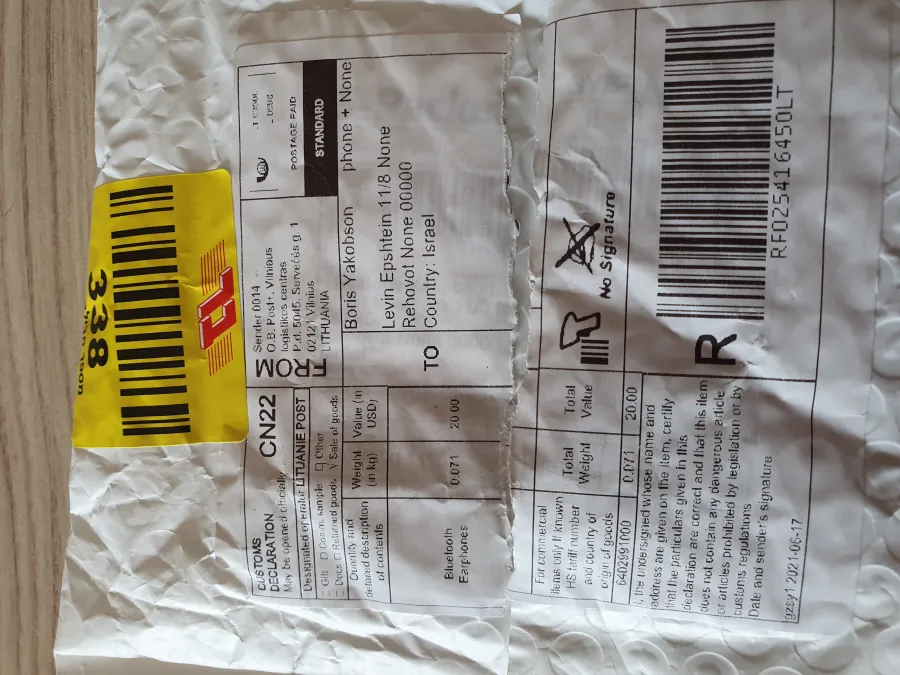 338
CUSTOMS
DECLARATION
May be opened officially
CN22
Designated operator LITUANIE POST
Gift Comm. sample Other
Docs Returned goods V Sale of goods
Quantity and
detailed description
of contents
Weight
(in kg)
Value (in
USD)
Bluetooth
Earphones
0.071
20.00
FROM
Sender 0014
O.B. Post+, Vilniaus
logistikos centras
P.d. 5045, Servečės g. 1
02121 Vilnius
LITHUANIA
POSTAGE PAID
STANDARD
TO
Boris Yakobson phone + None
Levin Epshtein 11/8 None
Rehovot None 00000
Country: Israel
For commercial
items only If known
HS tariff number
and country of
origin of goods
6402591000
Total
Weight
Total
Value
0.071
20.00
No Signature
I, the undersigned whose name and
address are given on the item, certify
that the particulars given in this
declaration are correct and that this item
does not contain any dangerous article
or articles prohibited by legislation or by
customs regulations
Date and sender's signature
gzsy1 2021-06-17
R
RF025416450LT